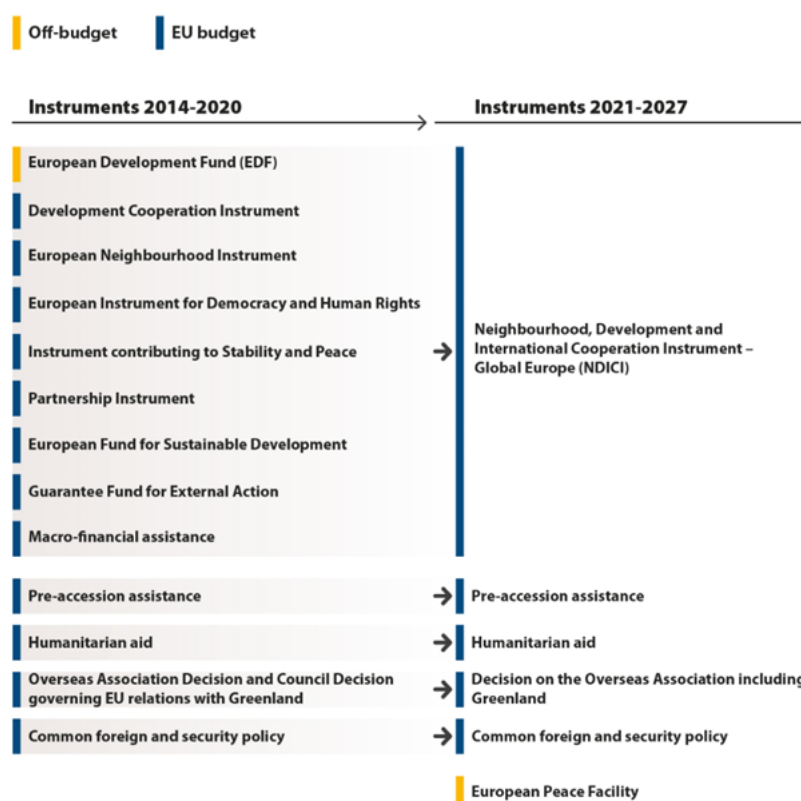 Off-budget
EU budget
Instruments 2014-2020
Instruments 2021-2027
European Development Fund (EDF)
Development Cooperation Instrument
European Neighbourhood Instrument
European Instrument for Democracy and Human Rights
Instrument contributing to Stability and Peace
Partnership Instrument
European Fund for Sustainable Development
Guarantee Fund for External Action
Macro-financial assistance
Neighbourhood, Development and
International Cooperation Instrument –
Global Europe (NDICI)
Pre-accession assistance
Pre-accession assistance
Humanitarian aid
Humanitarian aid
Overseas Association Decision and Council Decision
governing EU relations with Greenland
Decision on the Overseas Association including
Greenland
Common foreign and security policy
Common foreign and security policy
European Peace Facility